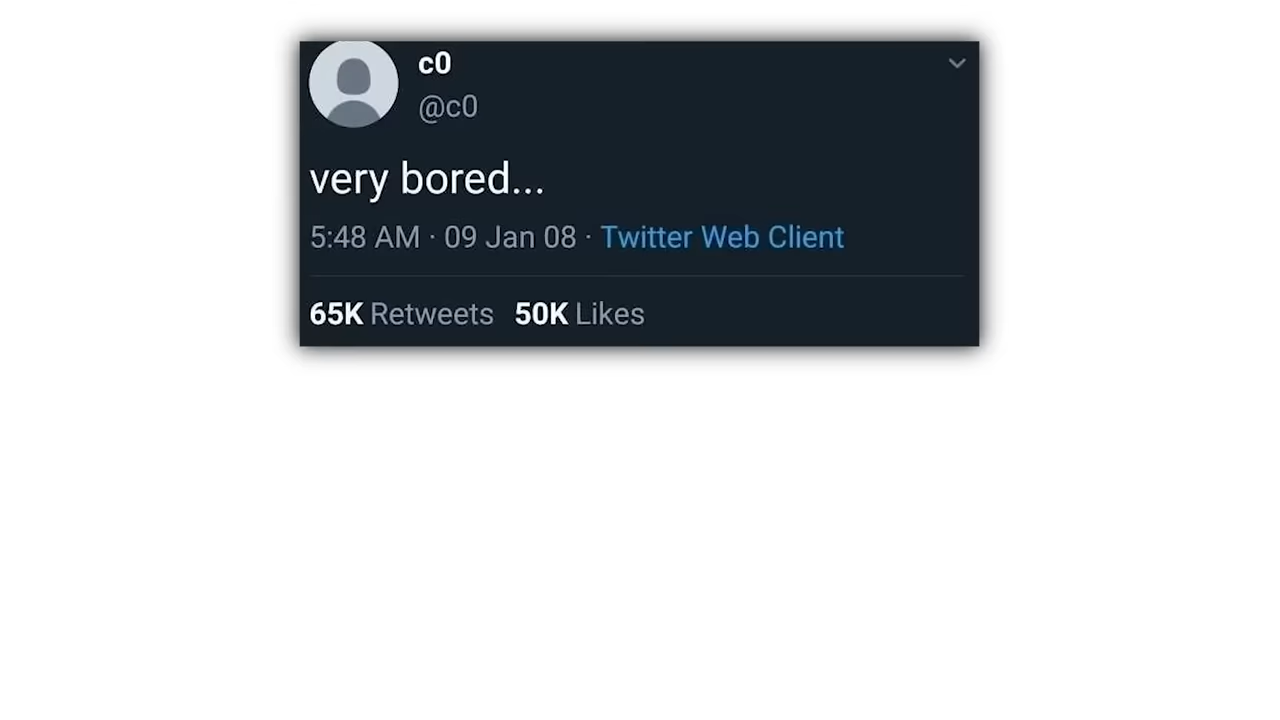 c0
@c0
very bored...
5:48 AM · 09 Jan 08 · Twitter Web Client
65K Retweets 50K Likes